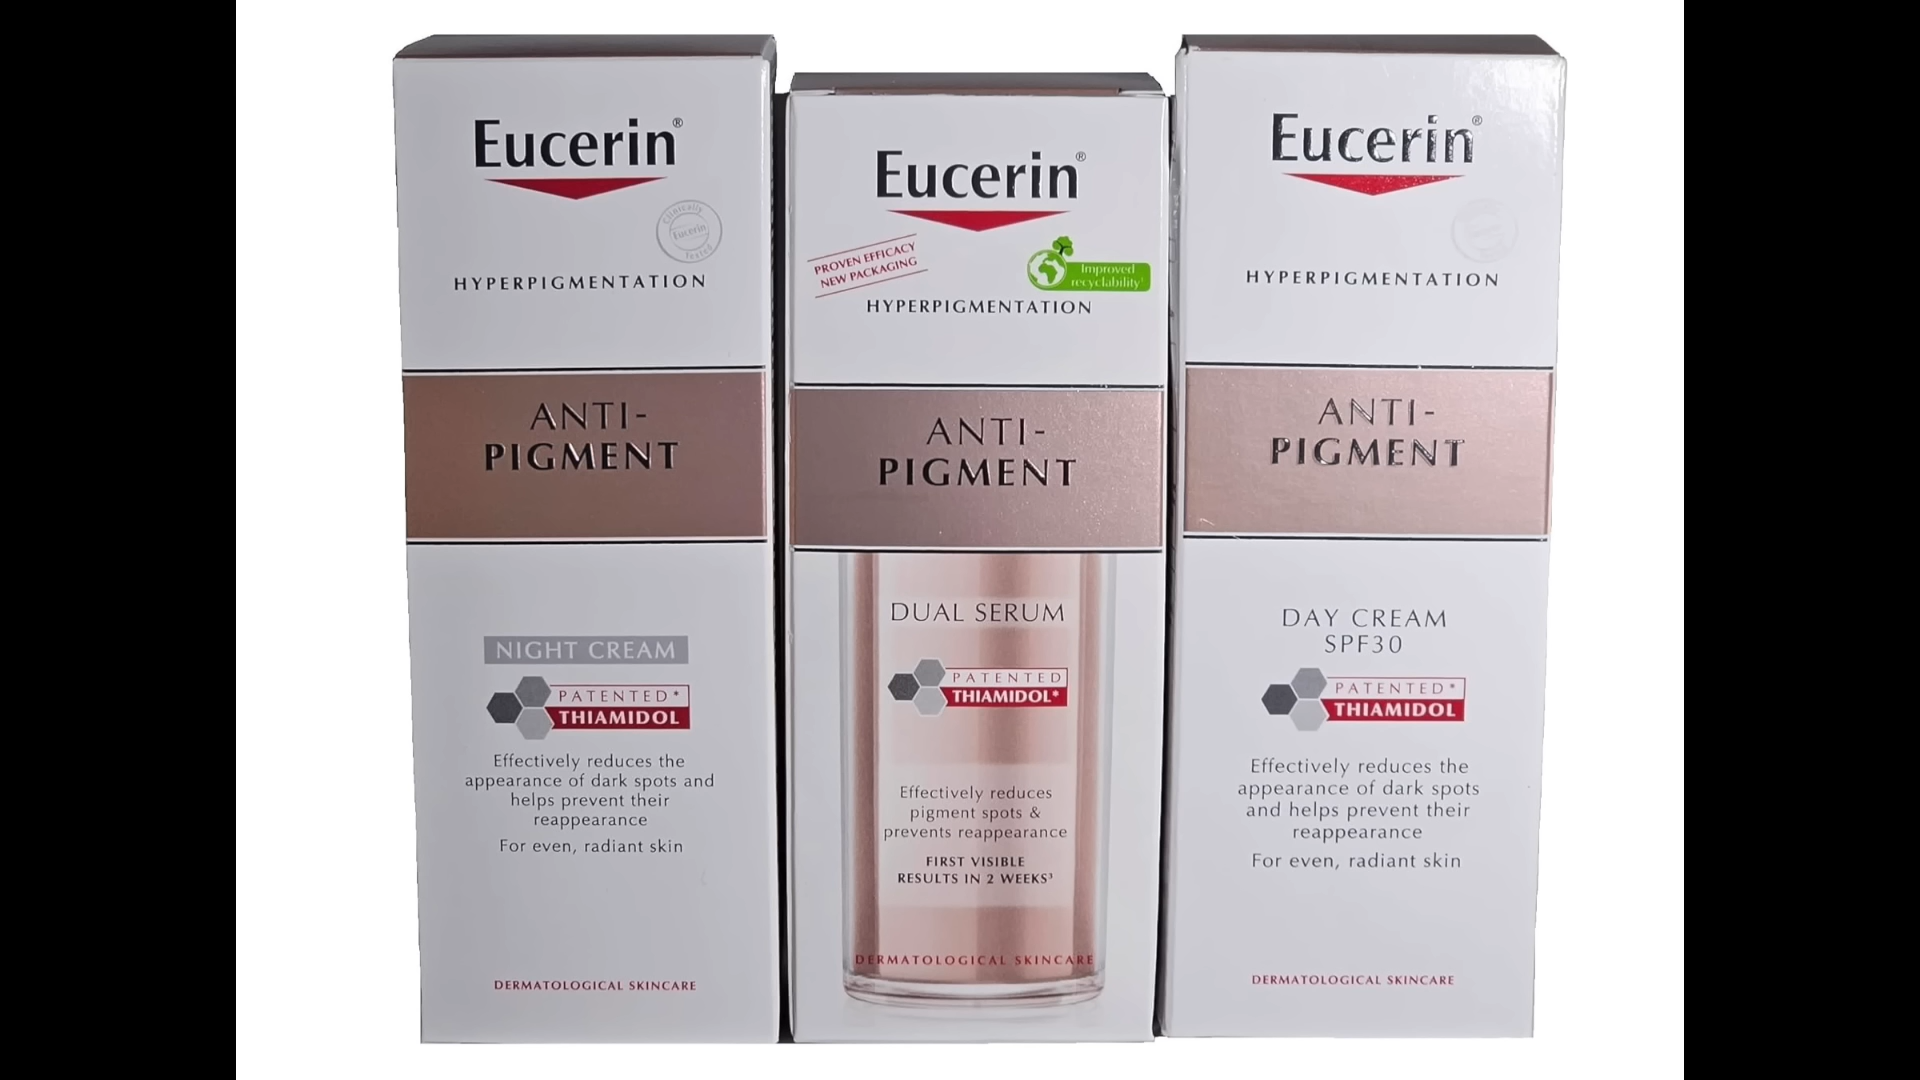 Eucerin®
Clinically
Eucerin
Tested
HYPERPIGMENTATION
ANTI-
PIGMENT
NIGHT CREAM
PATENTED*
THIAMIDOL
Effectively reduces the
appearance of dark spots and
helps prevent their
reappearance
For even, radiant skin
DERMATOLOGICAL SKINCARE
Eucerin®
PROVEN EFFICACY
NEW PACKAGING
Improved
recyclability¹
HYPERPIGMENTATION
ANTI-
PIGMENT
DUAL SERUM
PATENTED
THIAMIDOL*
Effectively reduces
pigment spots &
prevents reappearance
FIRST VISIBLE
RESULTS IN 2 WEEKS³
DERMATOLOGICAL SKINCARE
Eucerin®
HYPERPIGMENTATION
ANTI-
PIGMENT
DAY CREAM
SPF30
PATENTED*
THIAMIDOL
Effectively reduces the
appearance of dark spots
and helps prevent their
reappearance
For even, radiant skin
DERMATOLOGICAL SKINCARE